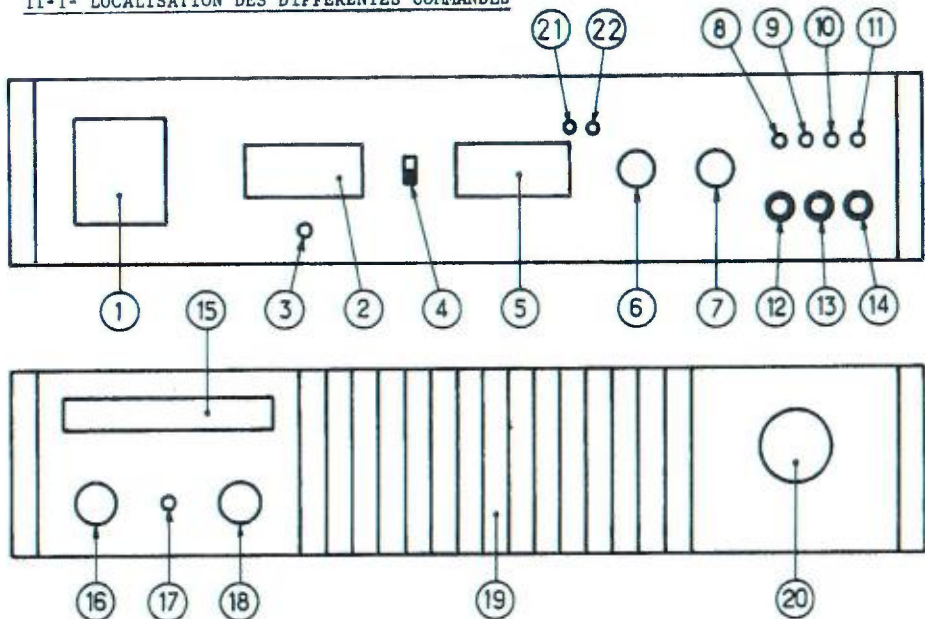 II-1- LOCALISATION DES DIFFERENTES COMMANDES
21 22 8 9 10 11
1 15 3 2 4 5 6 7 12 13 14
16 17 18 19 20